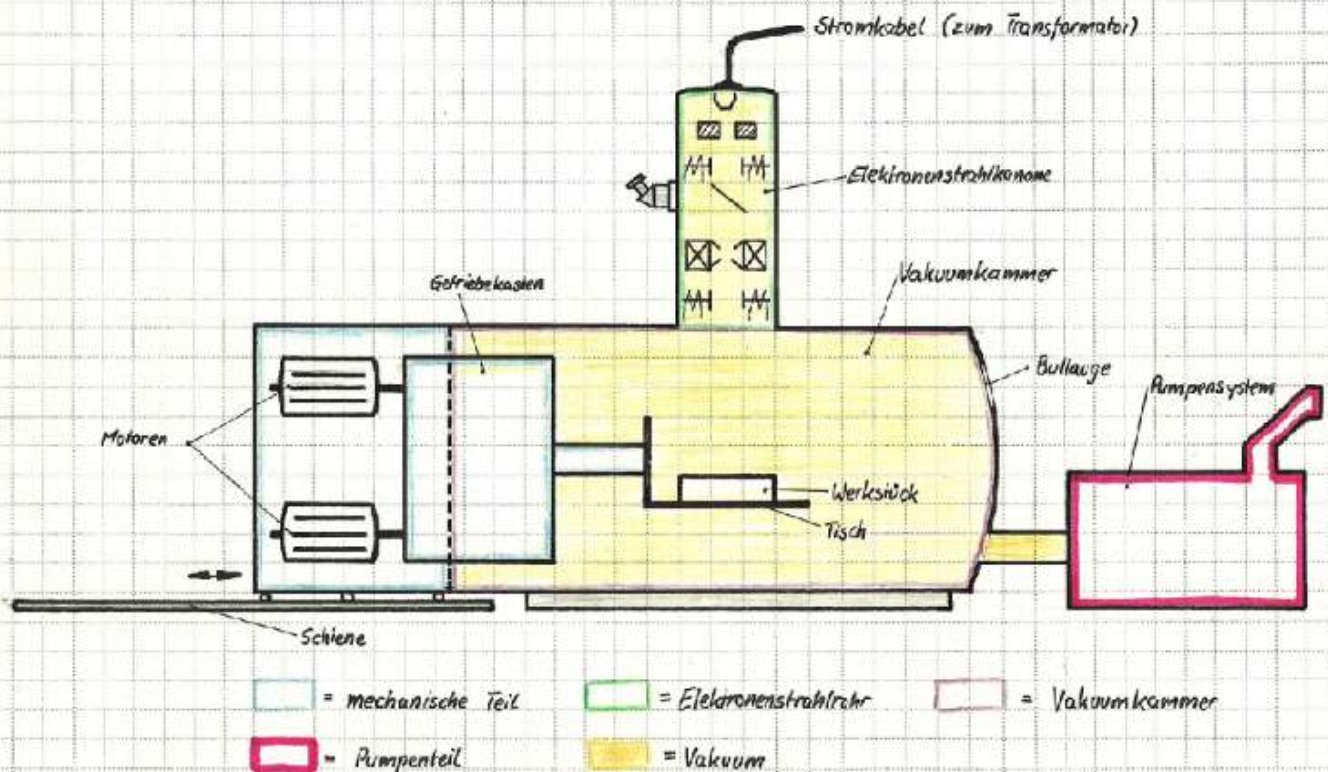 Stromkabel (zum Transformator)
Elektronenstrahlkanone
Vakuumkammer
Getriebekasten
Bullauge
Pumpensystem
Motoren
Werkstück
Tisch
Schiene
= mechanische Teil
= Elektronenstrahlrohr
= Vakuumkammer
= Pumpenteil
= Vakuum